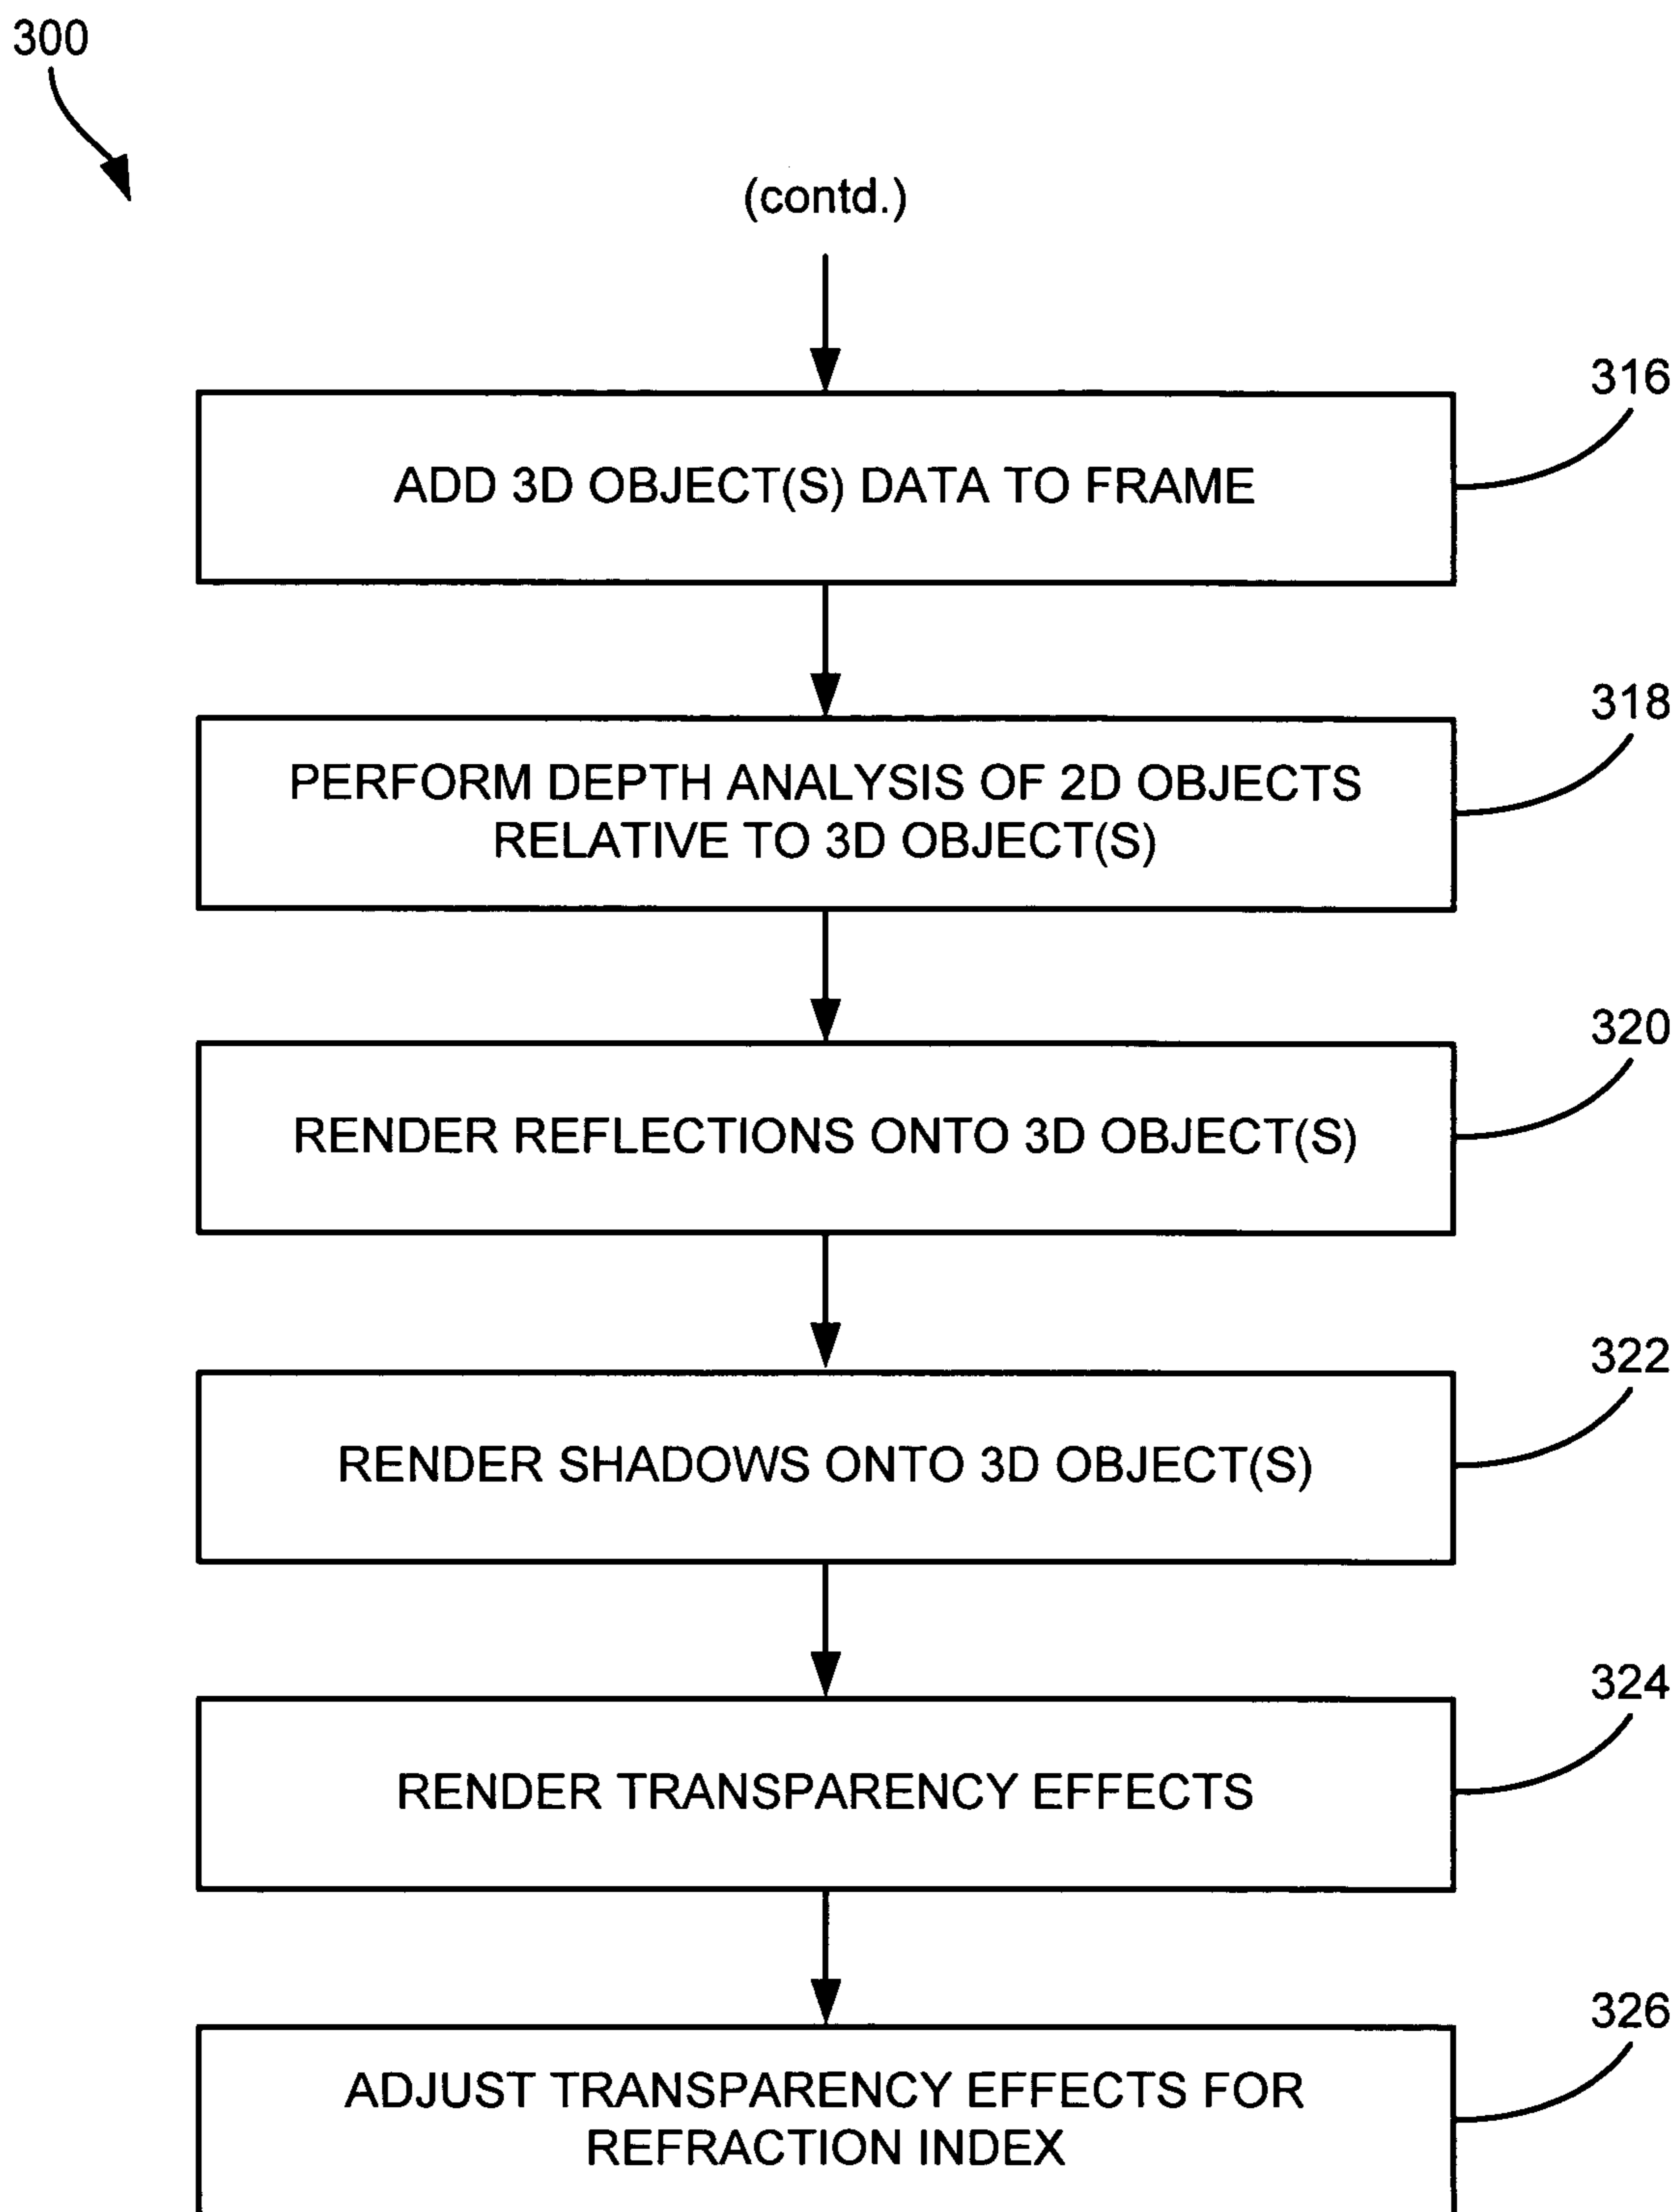 300
(contd.)
316
ADD 3D OBJECT(S) DATA TO FRAME
318
PERFORM DEPTH ANALYSIS OF 2D OBJECTS
RELATIVE TO 3D OBJECT(S)
320
RENDER REFLECTIONS ONTO 3D OBJECT(S)
322
RENDER SHADOWS ONTO 3D OBJECT(S)
324
RENDER TRANSPARENCY EFFECTS
326
ADJUST TRANSPARENCY EFFECTS FOR
REFRACTION INDEX